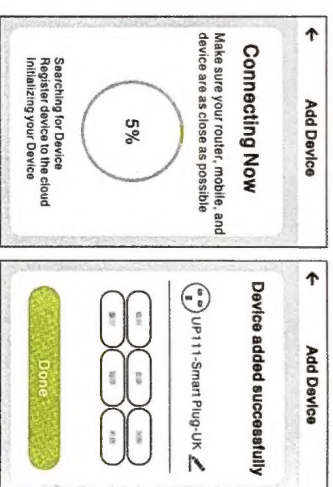 ← Add Device
Connecting Now
Make sure your router, mobile, and
device are as close as possible
5%
Searching for Device
Register device to the cloud
Initializing your Device
← Add Device
Device added successfully
UP111-Smart Plug-UK
Done